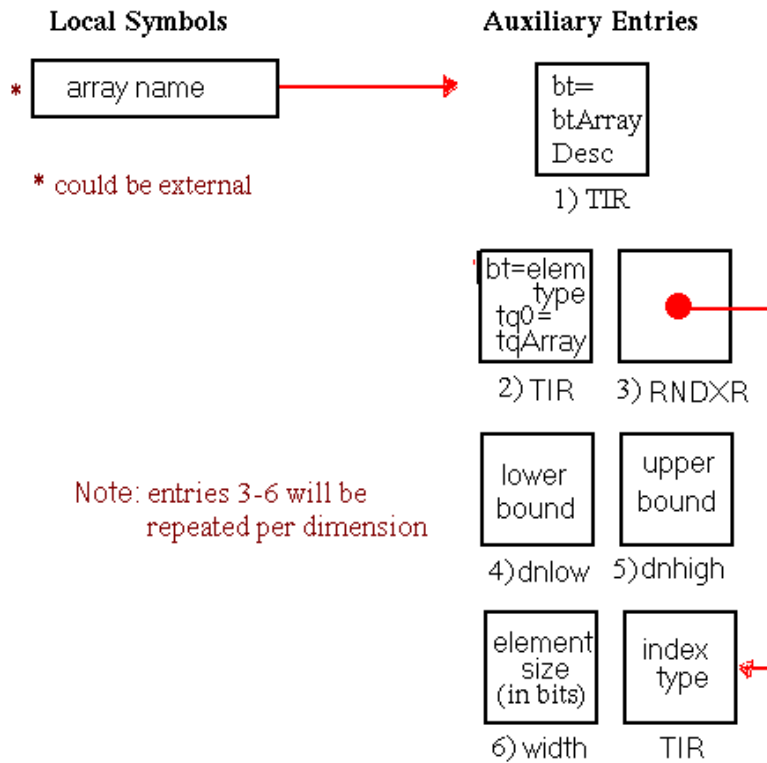 Local Symbols
Auxiliary Entries
* array name
bt=
btArray
Desc
* could be external
1) TIR
bt=elem
type
tq0=
tqArray
2) TIR
3) RNDXR
Note: entries 3-6 will be
repeated per dimension
lower
bound
upper
bound
4) dnlow
5) dnhigh
element
size
(in bits)
index
type
6) width
TIR